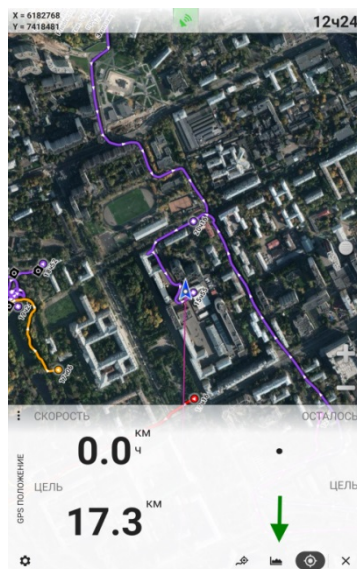 X = 6182768
Y = 7418481
12ч24
СКОРОСТЬ
ОСТАЛОСЬ
0.0 км
ч
ЦЕЛЬ
ЦЕЛЬ
17.3 км
GPS ПОЛОЖЕНИЕ